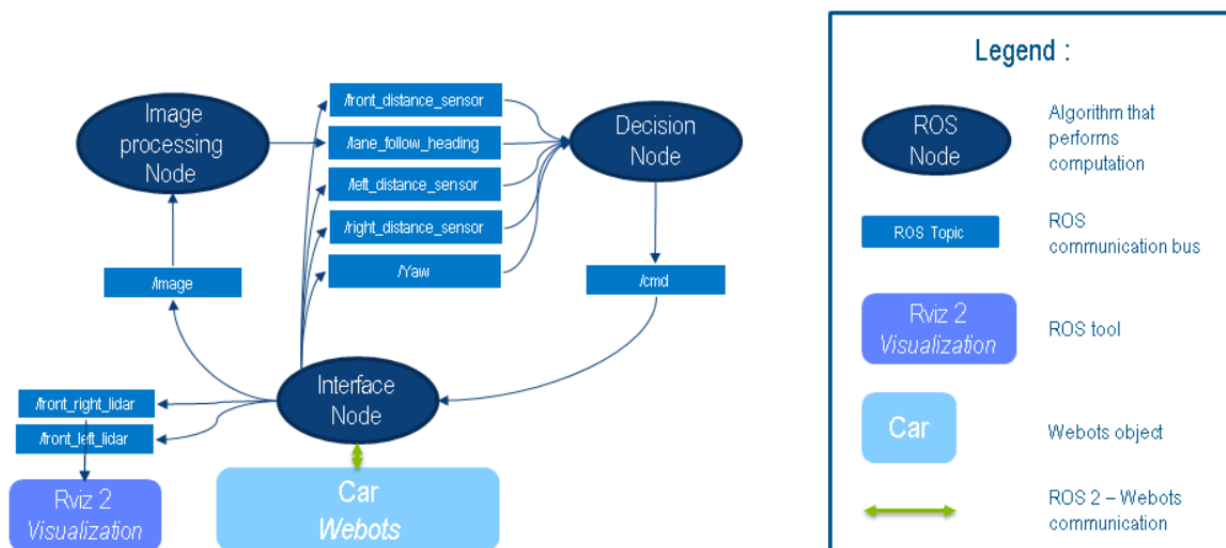 Image
processing
Node
/front_distance_sensor
/lane_follow_heading
/left_distance_sensor
/right_distance_sensor
/Yaw
Decision
Node
/image
/cmd
Interface
Node
/front_right_lidar
/front_left_lidar
Rviz 2
Visualization
Car
Webots
Legend :
ROS
Node
Algorithm that
performs
computation
ROS Topic
ROS
communication bus
Rviz 2
Visualization
ROS tool
Car
Webots object
ROS 2 – Webots
communication